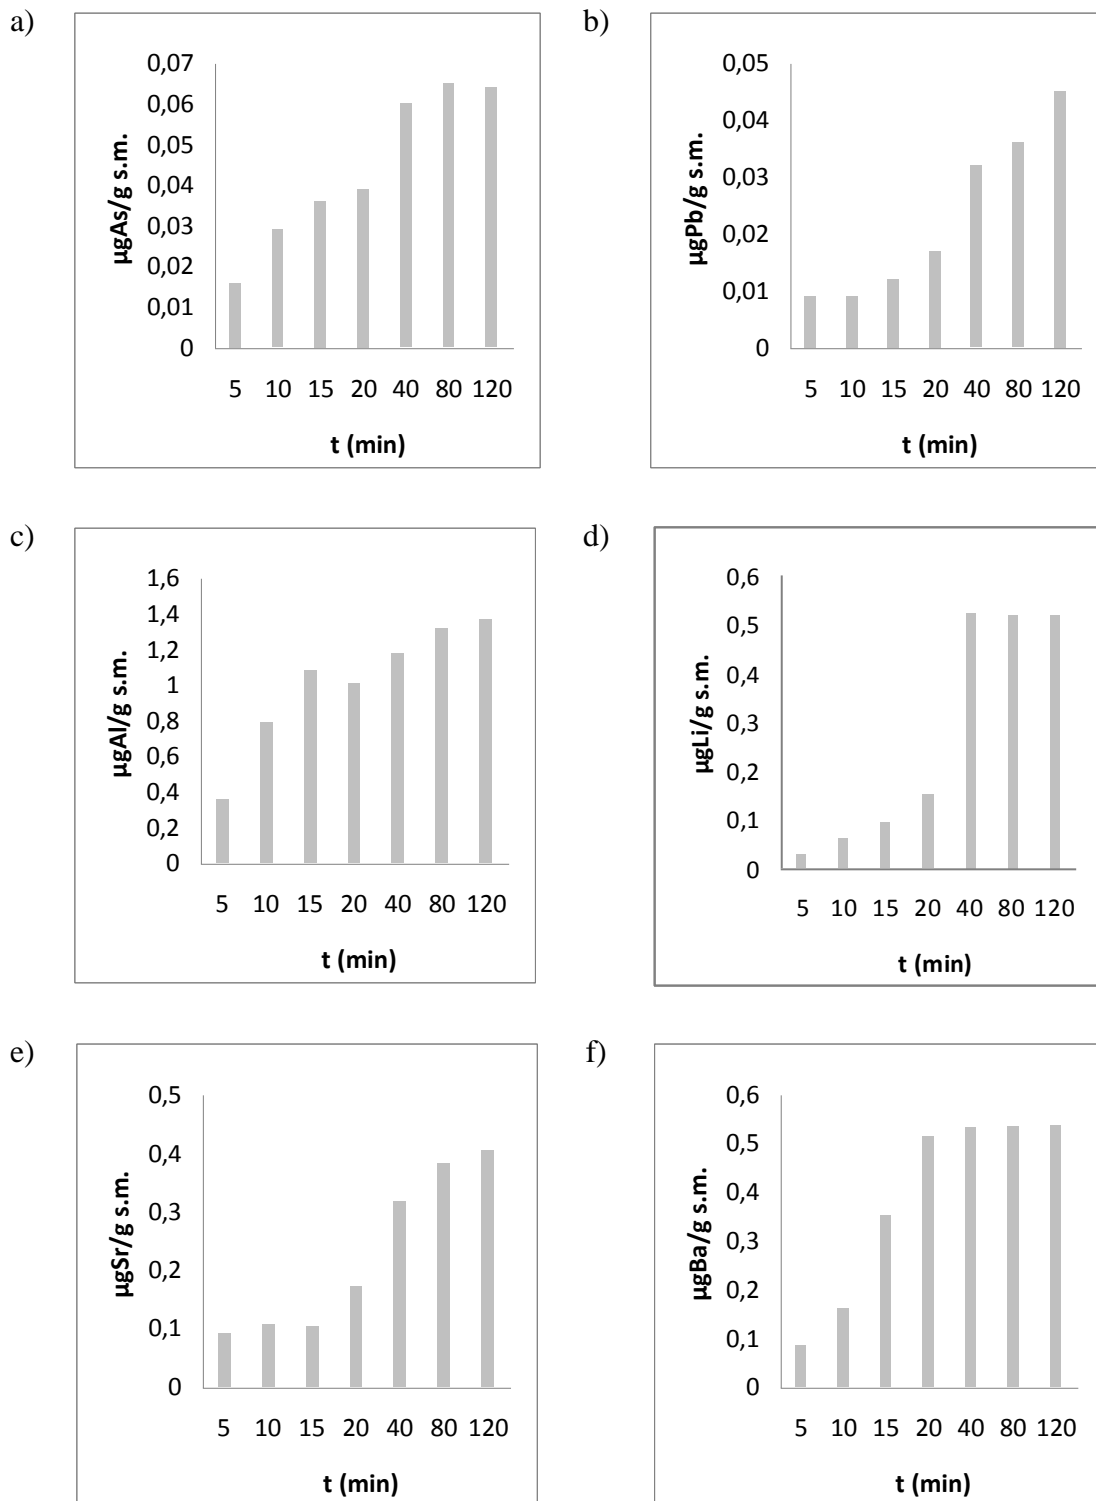 a)
0,07
0,06
0,05
0,04
0,03
0,02
0,01
0
µgAs/g s.m.
5 10 15 20 40 80 120
t (min)
b)
0,05
0,04
0,03
0,02
0,01
0
µgPb/g s.m.
5 10 15 20 40 80 120
t (min)
c)
1,6
1,4
1,2
1
0,8
0,6
0,4
0,2
0
µgAl/g s.m.
5 10 15 20 40 80 120
t (min)
d)
0,6
0,5
0,4
0,3
0,2
0,1
0
µgLi/g s.m.
5 10 15 20 40 80 120
t (min)
e)
0,5
0,4
0,3
0,2
0,1
0
µgSr/g s.m.
5 10 15 20 40 80 120
t (min)
f)
0,6
0,5
0,4
0,3
0,2
0,1
0
µgBa/g s.m.
5 10 15 20 40 80 120
t (min)